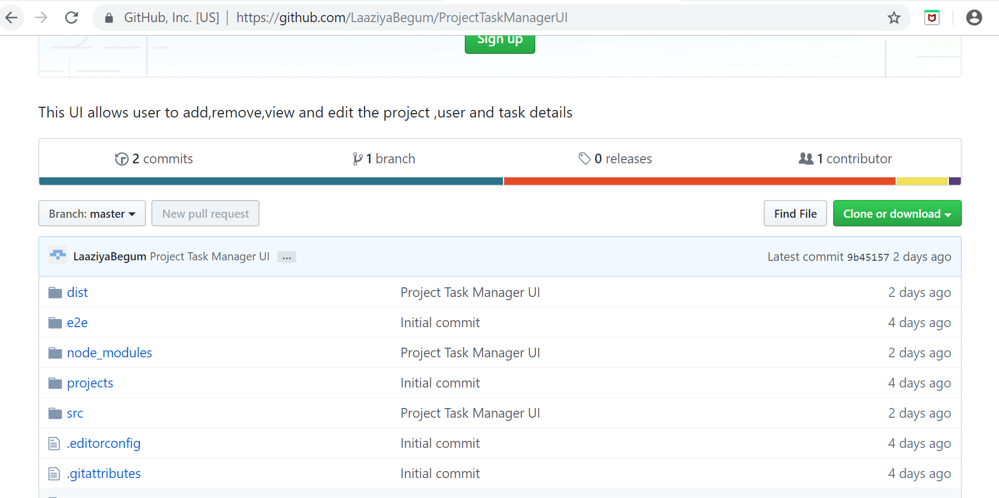 GitHub, Inc. [US] | https://github.com/LaaziyaBegum/ProjectTaskManagerUI
Sign up
This UI allows user to add,remove,view and edit the project ,user and task details
2 commits 1 branch 0 releases 1 contributor
Branch: master New pull request Find File Clone or download
LaaziyaBegum Project Task Manager UI ... Latest commit 9b45157 2 days ago
dist Project Task Manager UI 2 days ago
e2e Initial commit 4 days ago
node_modules Project Task Manager UI 2 days ago
projects Initial commit 4 days ago
src Project Task Manager UI 2 days ago
.editorconfig Initial commit 4 days ago
.gitattributes Initial commit 4 days ago